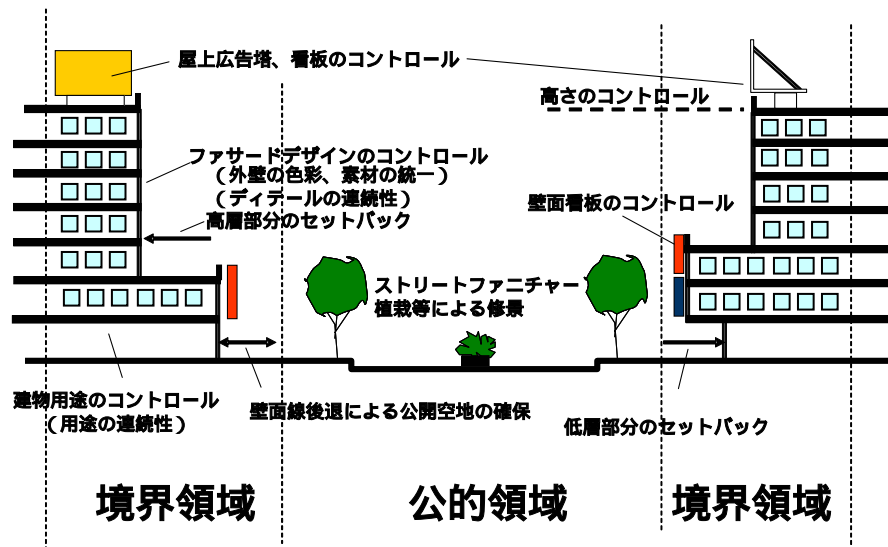 屋上広告塔、看板のコントロール
高さのコントロール
ファサードデザインのコントロール
（外壁の色彩、素材の統一）
（ディテールの連続性）
高層部分のセットバック
壁面看板のコントロール
ストリートファニチャー
植栽等による修景
建物用途のコントロール
（用途の連続性）
壁面線後退による公開空地の確保
低層部分のセットバック
境界領域
公的領域
境界領域